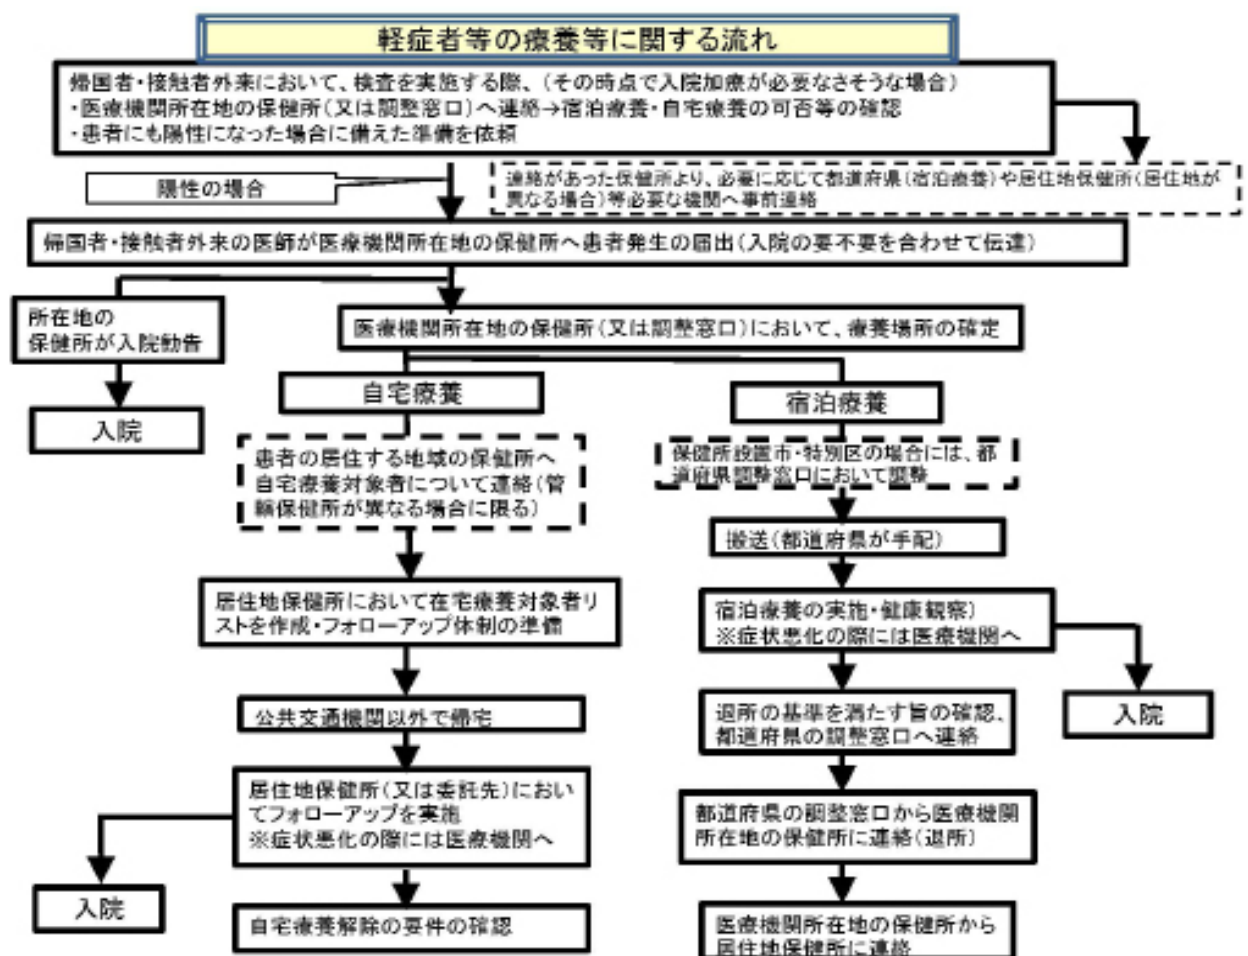 軽症者等の療養等に関する流れ
帰国者・接触者外来において、検査を実施する際、（その時点で入院加療が必要なさそうな場合）
・医療機関所在地の保健所（又は調整窓口）へ連絡→宿泊療養・自宅療養の可否等の確認
・患者にも陽性になった場合に備えた準備を依頼
陽性の場合
連絡があった保健所より、必要に応じて都道府県（宿泊療養）や居住地保健所（居住地が
異なる場合）等必要な機関へ事前連絡
帰国者・接触者外来の医師が医療機関所在地の保健所へ患者発生の届出（入院の要不要を合わせて伝達）
所在地の
保健所が入院勧告
入院
医療機関所在地の保健所（又は調整窓口）において、療養場所の確定
自宅療養
患者の居住する地域の保健所へ
自宅療養対象者について連絡（管
轄保健所が異なる場合に限る）
居住地保健所において在宅療養対象者リ
ストを作成・フォローアップ体制の準備
公共交通機関以外で帰宅
居住地保健所（又は委託先）におい
てフォローアップを実施
※症状悪化の際には医療機関へ
入院
自宅療養解除の要件の確認
宿泊療養
保健所設置市・特別区の場合には、都
道府県調整窓口において調整
搬送（都道府県が手配）
宿泊療養の実施・健康観察）
※症状悪化の際には医療機関へ
入院
退所の基準を満たす旨の確認、
都道府県の調整窓口へ連絡
都道府県の調整窓口から医療機関
所在地の保健所に連絡（退所）
医療機関所在地の保健所から
居住地保健所に連絡